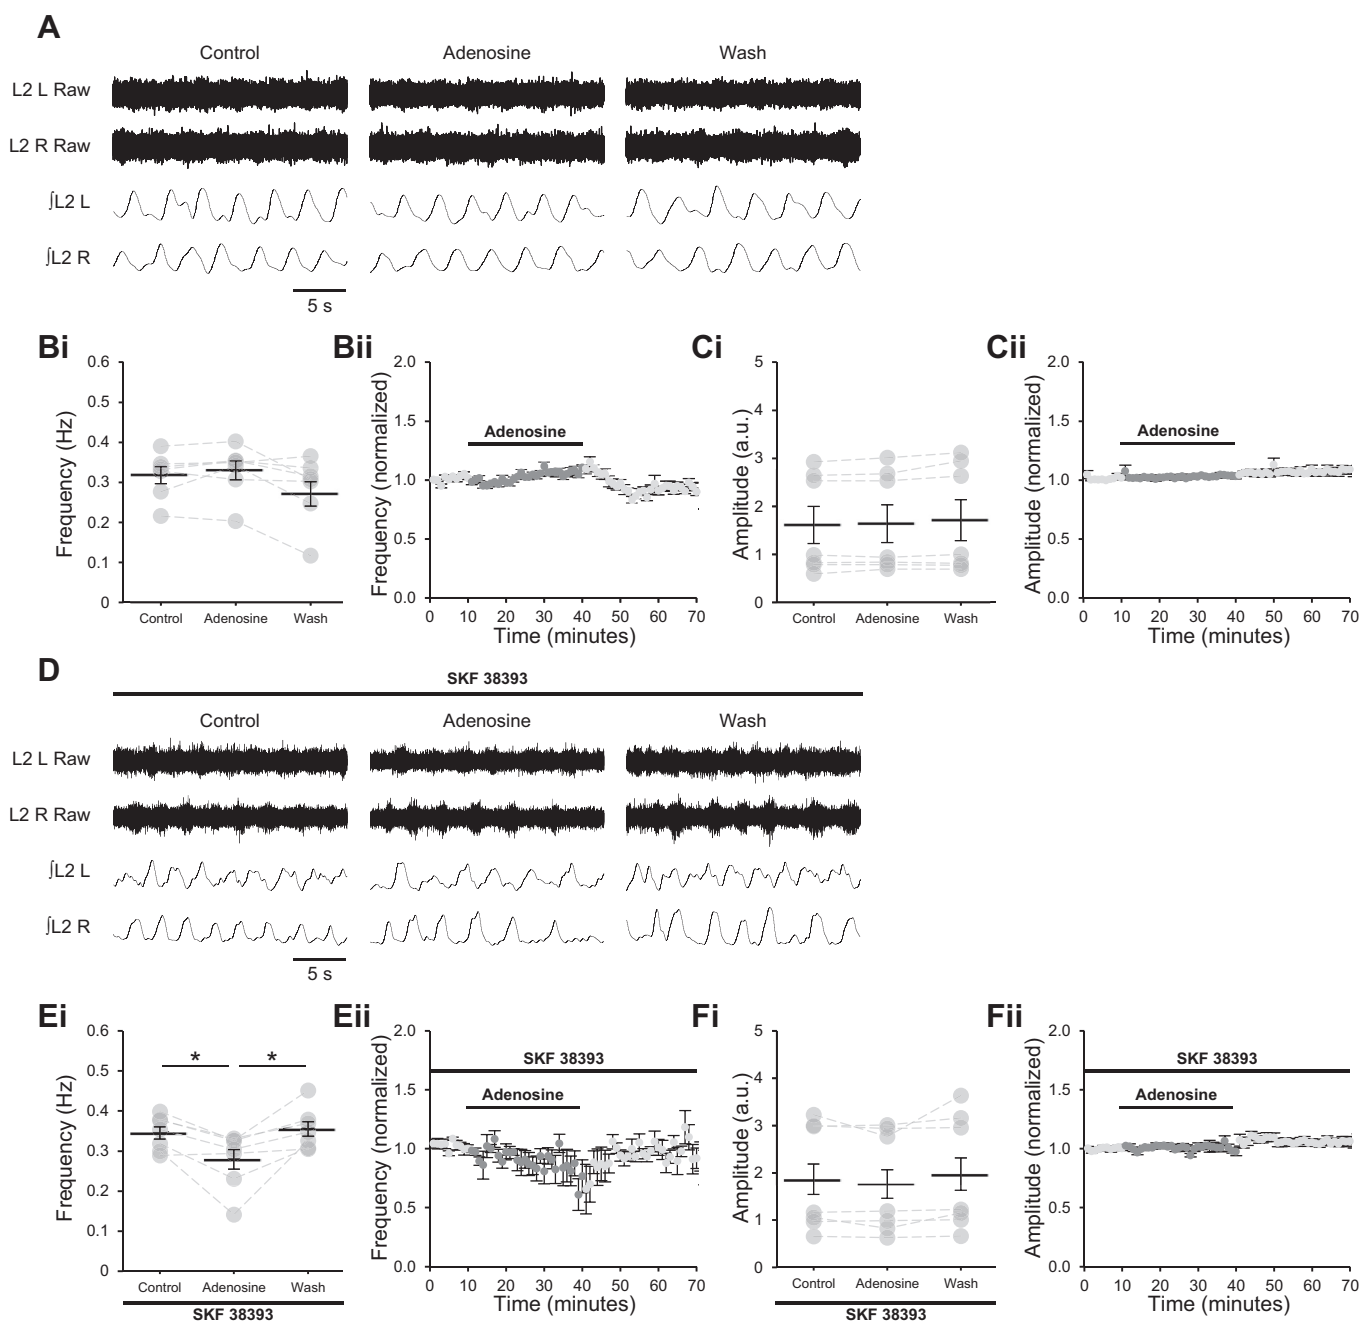 A
Control Adenosine Wash
L2 L Raw
L2 R Raw
∫L2 L
∫L2 R
5 s
Bi
0.6
0.5
0.4
0.3
0.2
0.1
0
Frequency (Hz)
Control Adenosine Wash
Bii
2.0
1.5
1.0
0.5
0.0
Frequency (normalized)
Adenosine
0 10 20 30 40 50 60 70
Time (minutes)
Ci
5
4
3
2
1
0
Amplitude (a.u.)
Control Adenosine Wash
Cii
2.0
1.5
1.0
0.5
0.0
Amplitude (normalized)
Adenosine
0 10 20 30 40 50 60 70
Time (minutes)
D
SKF 38393
Control Adenosine Wash
L2 L Raw
L2 R Raw
∫L2 L
∫L2 R
5 s
Ei
0.6
0.5
0.4
0.3
0.2
0.1
0
Frequency (Hz)
* *
Control Adenosine Wash
SKF 38393
Eii
2.0
1.5
1.0
0.5
0.0
Frequency (normalized)
SKF 38393
Adenosine
0 10 20 30 40 50 60 70
Time (minutes)
Fi
5
4
3
2
1
0
Amplitude (a.u.)
Control Adenosine Wash
SKF 38393
Fii
2.0
1.5
1.0
0.5
0.0
Amplitude (normalized)
SKF 38393
Adenosine
0 10 20 30 40 50 60 70
Time (minutes)